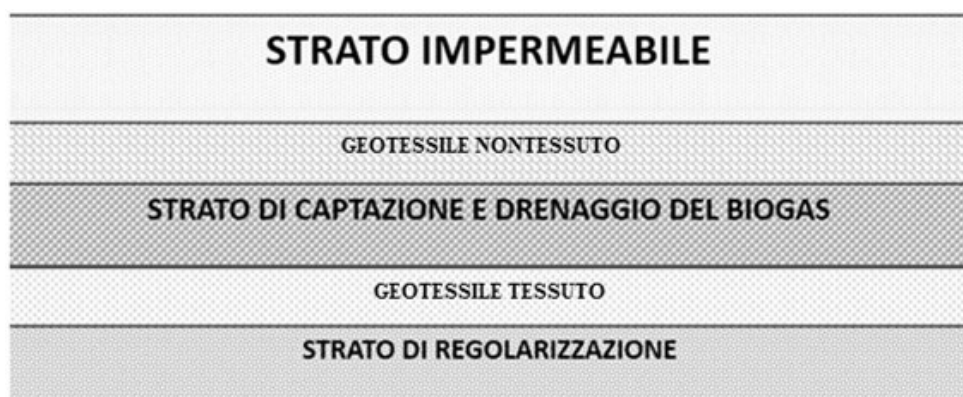 STRATO IMPERMEABILE
GEOTESSILE NONTESSUTO
STRATO DI CAPTAZIONE E DRENAGGIO DEL BIOGAS
GEOTESSILE TESSUTO
STRATO DI REGOLARIZZAZIONE